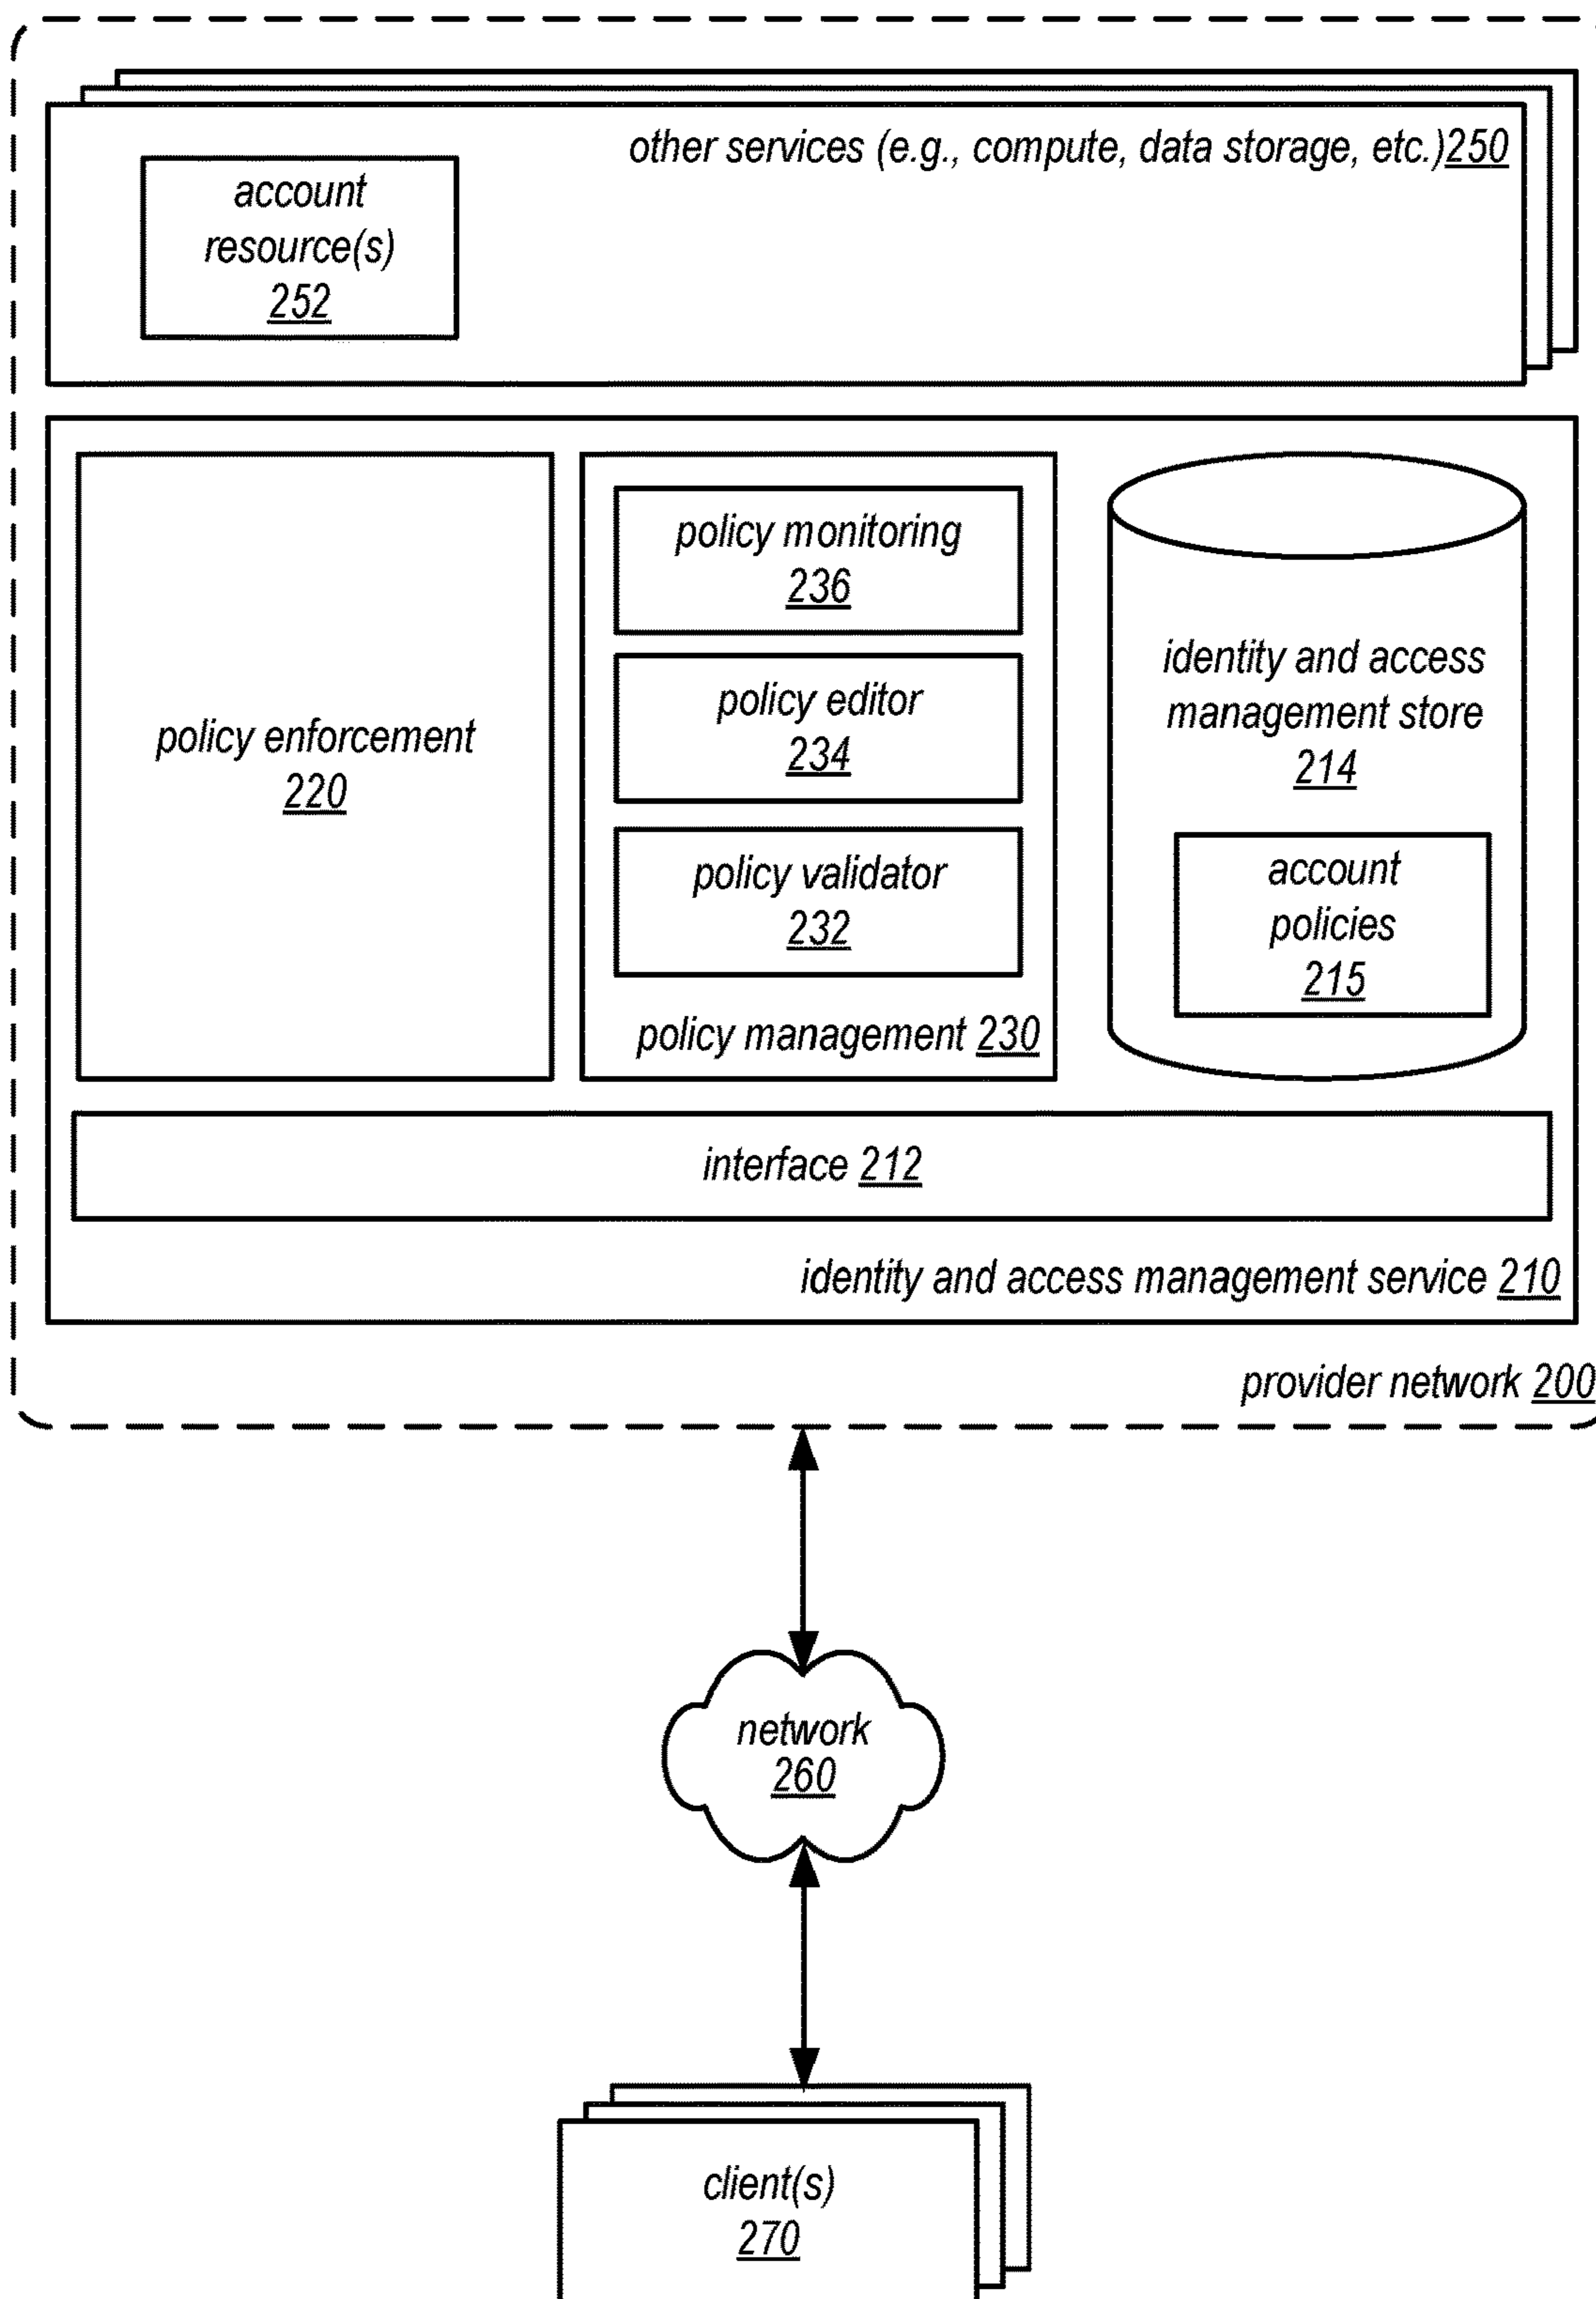 other services (e.g., compute, data storage, etc.)250
account
resource(s)
252
policy enforcement
220
policy monitoring
236
policy editor
234
policy validator
232
policy management 230
identity and access
management store
214
account
policies
215
interface 212
identity and access management service 210
provider network 200
network
260
client(s)
270